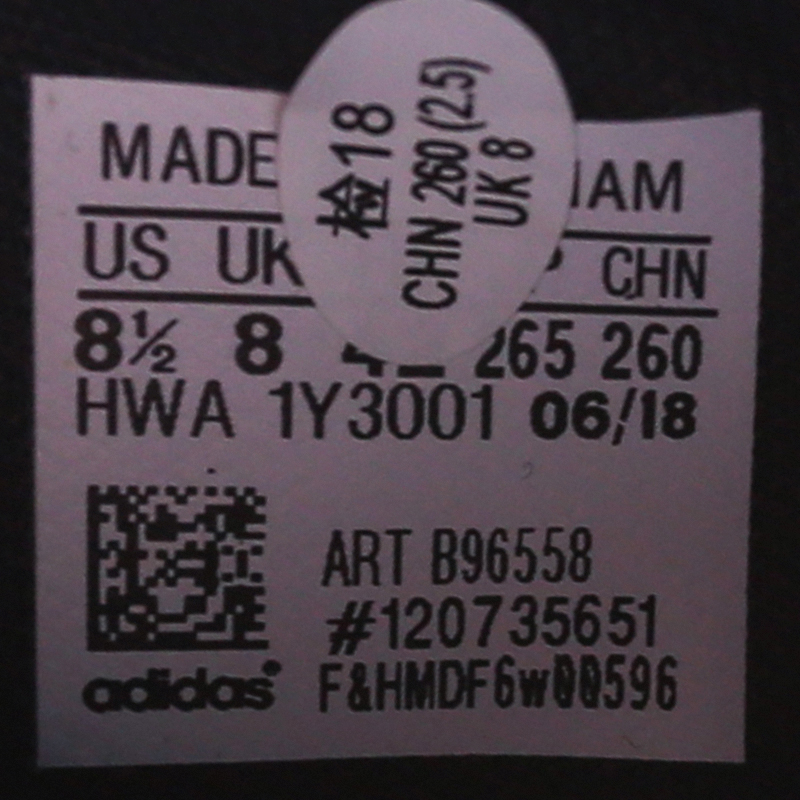 MADE
US UK CHN
8½ 8 265 260
HWA 1Y3001 06/18
ART B96558
#120735651
F&HMDF6w00596
adidas®
检18
CHN 260 (2.5)
UK 8